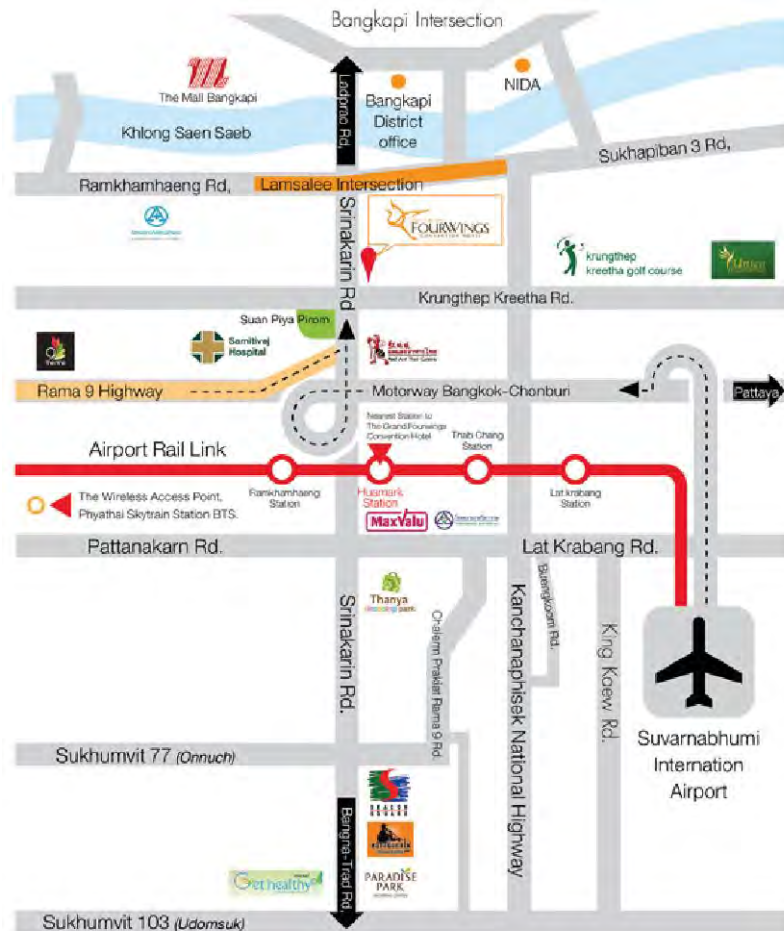 Bangkapi Intersection
The Mall Bangkapi
Ladprao Rd,
Bangkapi
District
office
NIDA
Khlong Saen Saeb
Sukhapiban 3 Rd,
Ramkhamhaeng Rd,
Lamsalee Intersection
Srinakarin Rd
FOURWINGS
krungthep
kreetha golf course
Unico
Krungthep Kreetha Rd.
Suan Piya Pirom
Samitivej
Hospital
Rama 9 Highway
Motorway Bangkok-Chonburi
Pattaya
Nearest Station to
The Grand Fourwings
Convention Hotel
Thab Chang
Station
Airport Rail Link
The Wireless Access Point,
Phyathai Skytrain Station BTS.
Ramkhamhaeng
Station
Huamark
Station
Lat krabang
Station
MaxValu
Pattanakarn Rd.
Lat Krabang Rd.
Thanya
shopping park
Srinakarin Rd.
Chalerm Prakiat Rama 9 Rd.
Kanchanaphisek National Highway
King Kaew Rd.
Suvarnabhumi
Internation
Airport
Sukhumvit 77 (Onnuch)
SEACON
SQUARE
Bangna-Trad Rd.
Get healthy
PARADISE
PARK
Sukhumvit 103 (Udomsuk)